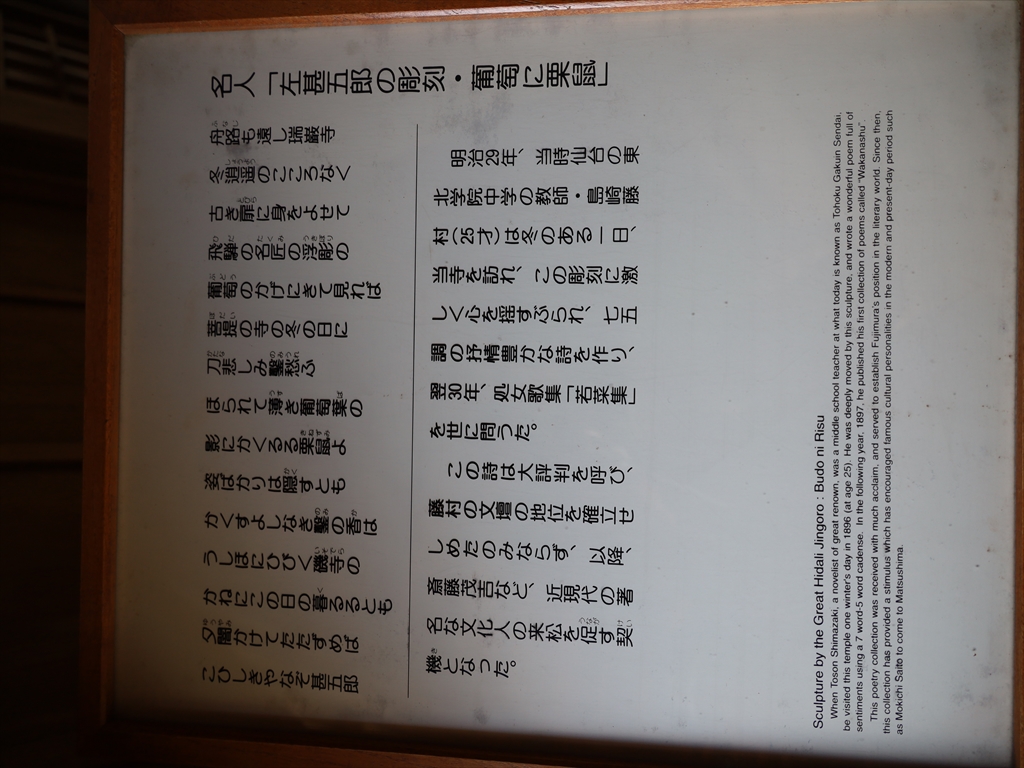 名人「左甚五郎の彫刻・葡萄に栗鼠」
舟路も遠し瑞巌寺
冬逍遥のこころなく
古き扉に身をよせて
飛騨の名匠の浮彫の
葡萄のかげにきて見れば
菩提の寺の冬の日に
刀悲しみ鑿愁ふ
ほられて薄き葡萄葉の
影にかくるる栗鼠よ
姿ばかりは隠すとも
かくすよしなき鑿の香は
うしほにひびく磯寺の
かねにこの日の暮るるとも
夕闇かけてたたずめば
こひしきやなぞ甚五郎
明治29年、当時仙台の東
北学院中学の教師・島崎藤
村(25才)は冬のある一日、
当寺を訪れ、この彫刻に激
しく心を揺すぶられ、七五
調の抒情豊かな詩を作り、
翌30年、処女歌集「若菜集」
を世に問うた。
この詩は大評判を呼び、
藤村の文壇の地位を確立せ
しめたのみならず、以降、
斎藤茂吉など、近現代の著
名な文化人の来松を促す契
機となった。
Sculpture by the Great Hidali Jingoro : Budo ni Risu
When Toson Shimazaki, a novelist of great renown, was a middle school teacher at what today is known as Tohoku Gakuin Sendai,
be visited this temple one winter's day in 1896 (at age 25). He was deeply moved by this sculpture, and wrote a wonderful poem full of
sentiments using a 7 word-5 word cadense. In the following year, 1897, he published his first collection of poems called "Wakanashu".
This poetry collection was received with much acclaim, and served to establish Fujimura's position in the literary world. Since then,
this collection has provided a stimulus which has encouraged famous cultural personalities in the modern and present-day period such
as Mokichi Saito to come to Matsushima.